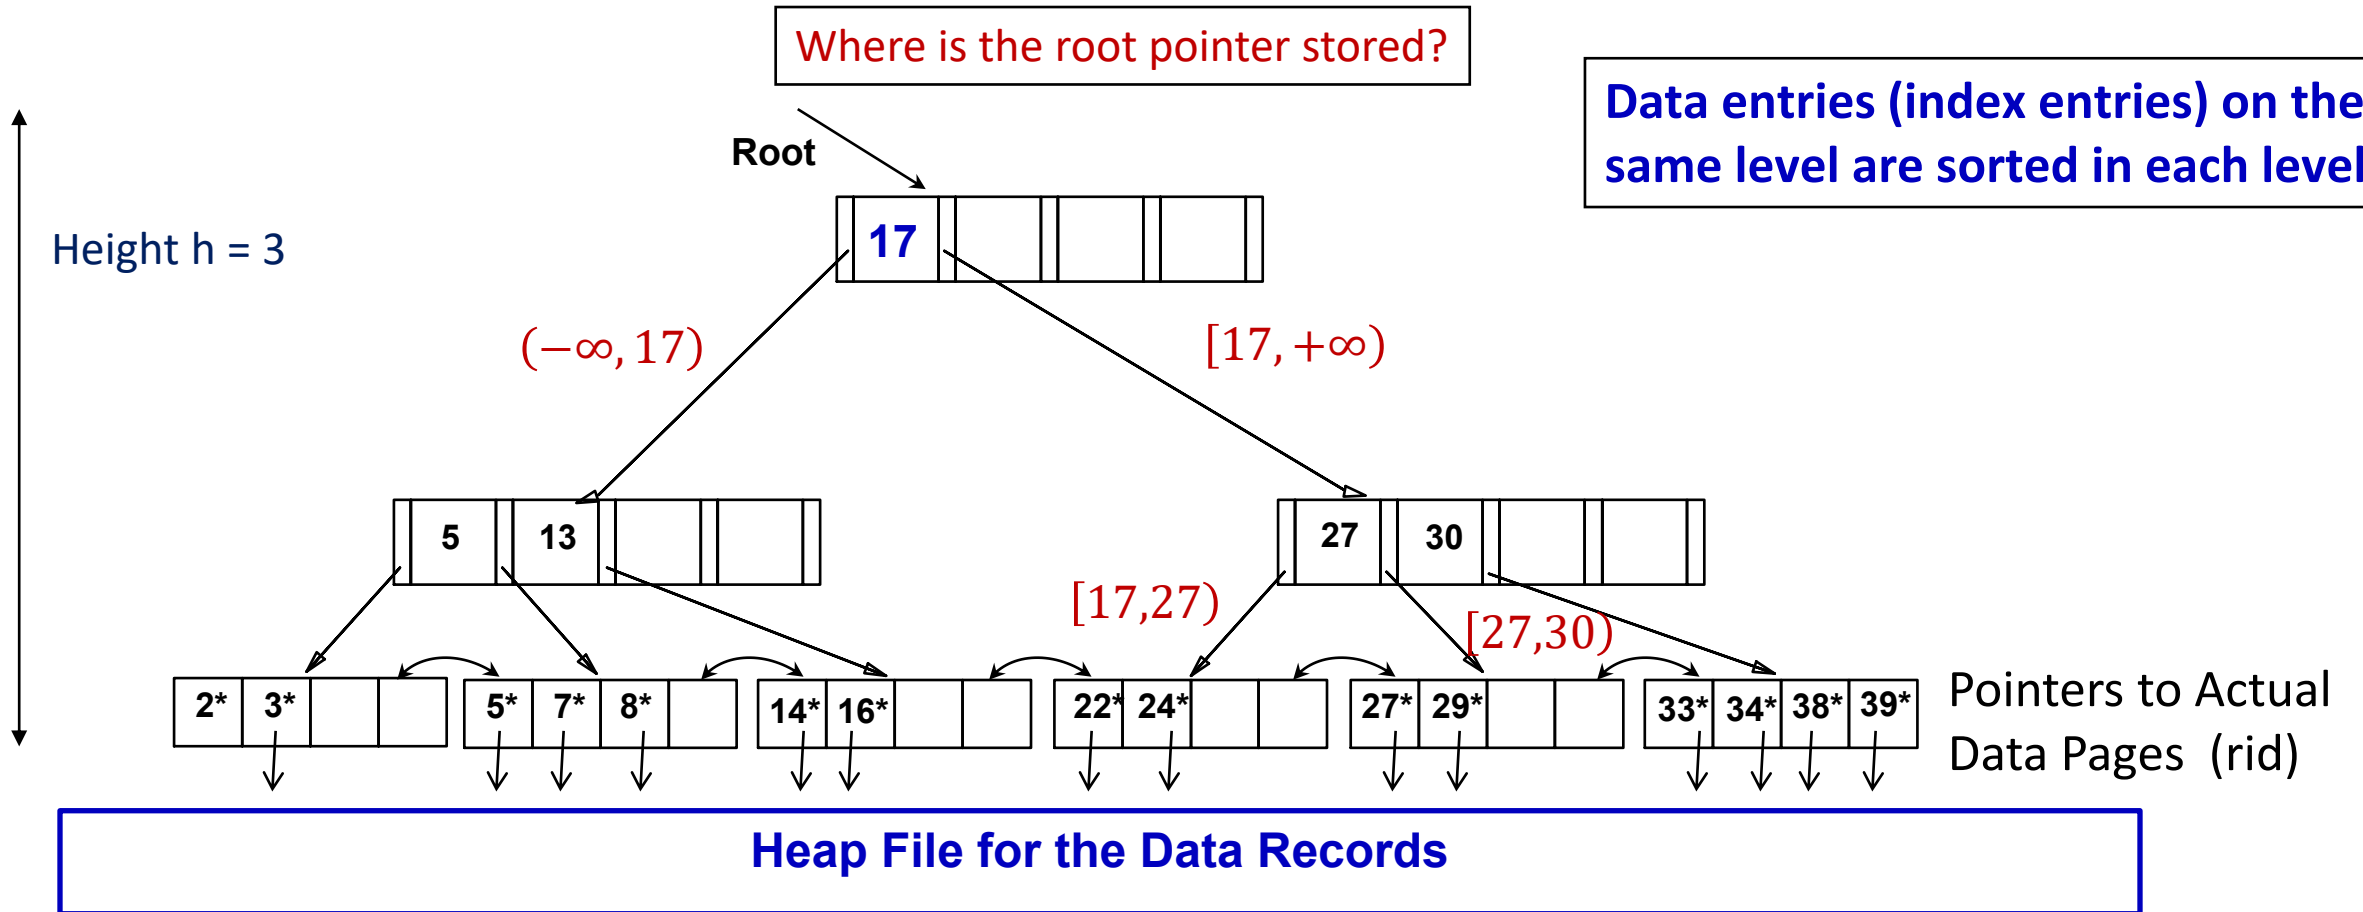 Where is the root pointer stored?
Data entries (index entries) on the
same level are sorted in each level
Root
17
Height h = 3
(−∞, 17)
[17, +∞)
5 13
27 30
[17,27)
[27,30)
2* 3*
5* 7* 8*
14* 16*
22* 24*
27* 29*
33* 34* 38* 39*
Pointers to Actual
Data Pages (rid)
Heap File for the Data Records